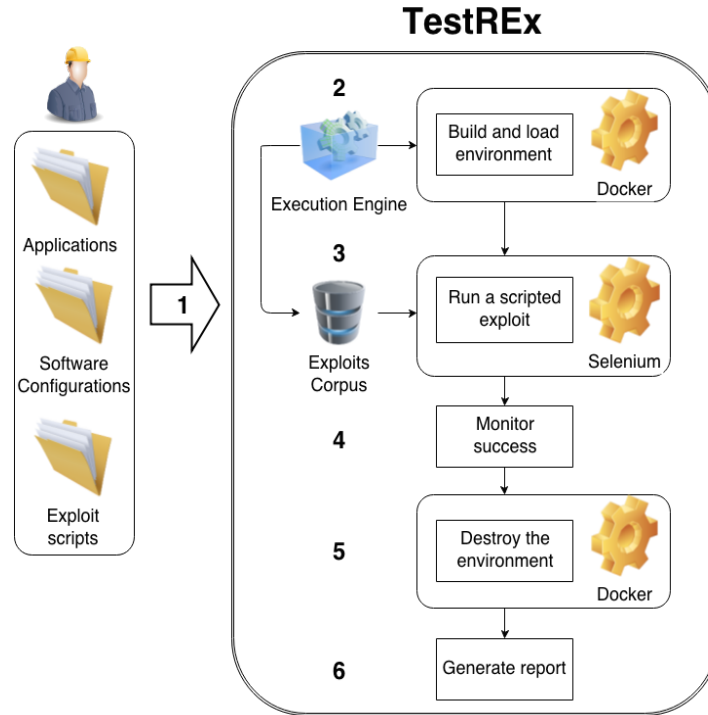 TestREx
Applications
Software
Configurations
Exploit
scripts
1
2
Execution Engine
Build and load
environment
Docker
3
Exploits
Corpus
Run a scripted
exploit
Selenium
4
Monitor
success
5
Destroy the
environment
Docker
6
Generate report